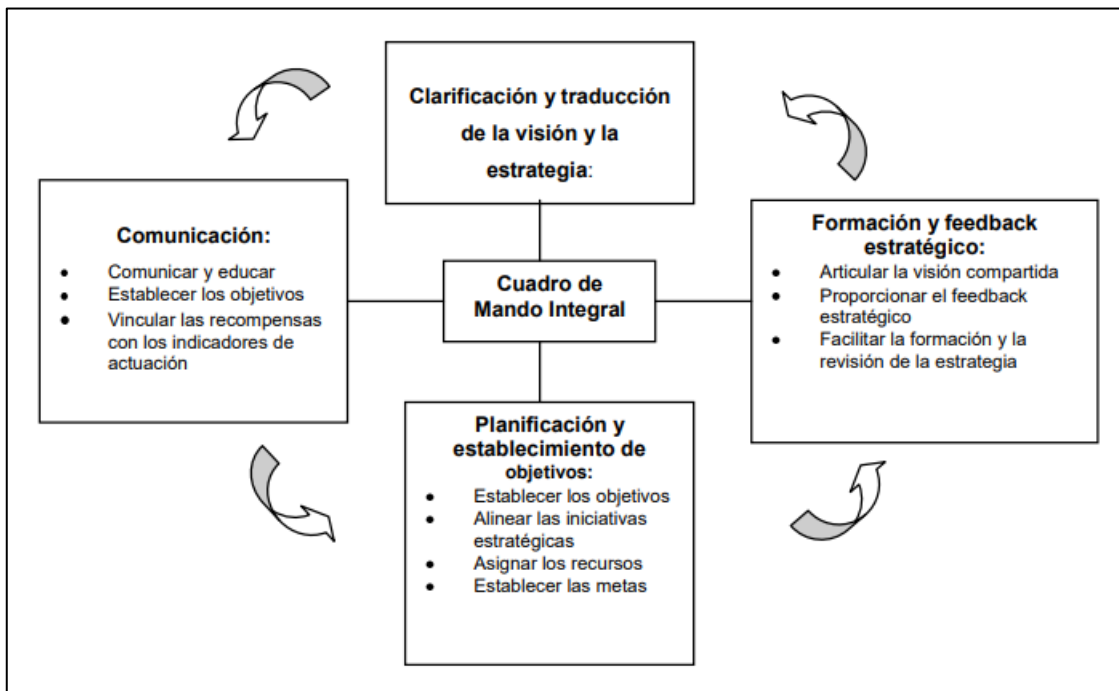 Clarificación y traducción
de la visión y la
estrategia:
Comunicación:
• Comunicar y educar
• Establecer los objetivos
• Vincular las recompensas
con los indicadores de
actuación
Cuadro de
Mando Integral
Formación y feedback
estratégico:
• Articular la visión compartida
• Proporcionar el feedback
estratégico
• Facilitar la formación y la
revisión de la estrategia
Planificación y
establecimiento de
objetivos:
• Establecer los objetivos
• Alinear las iniciativas
estratégicas
• Asignar los recursos
• Establecer las metas